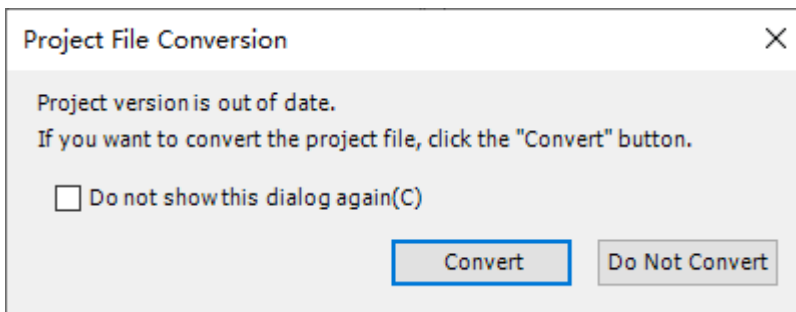 Project File Conversion
Project version is out of date.
If you want to convert the project file, click the "Convert" button.
Do not show this dialog again(C)
Convert
Do Not Convert